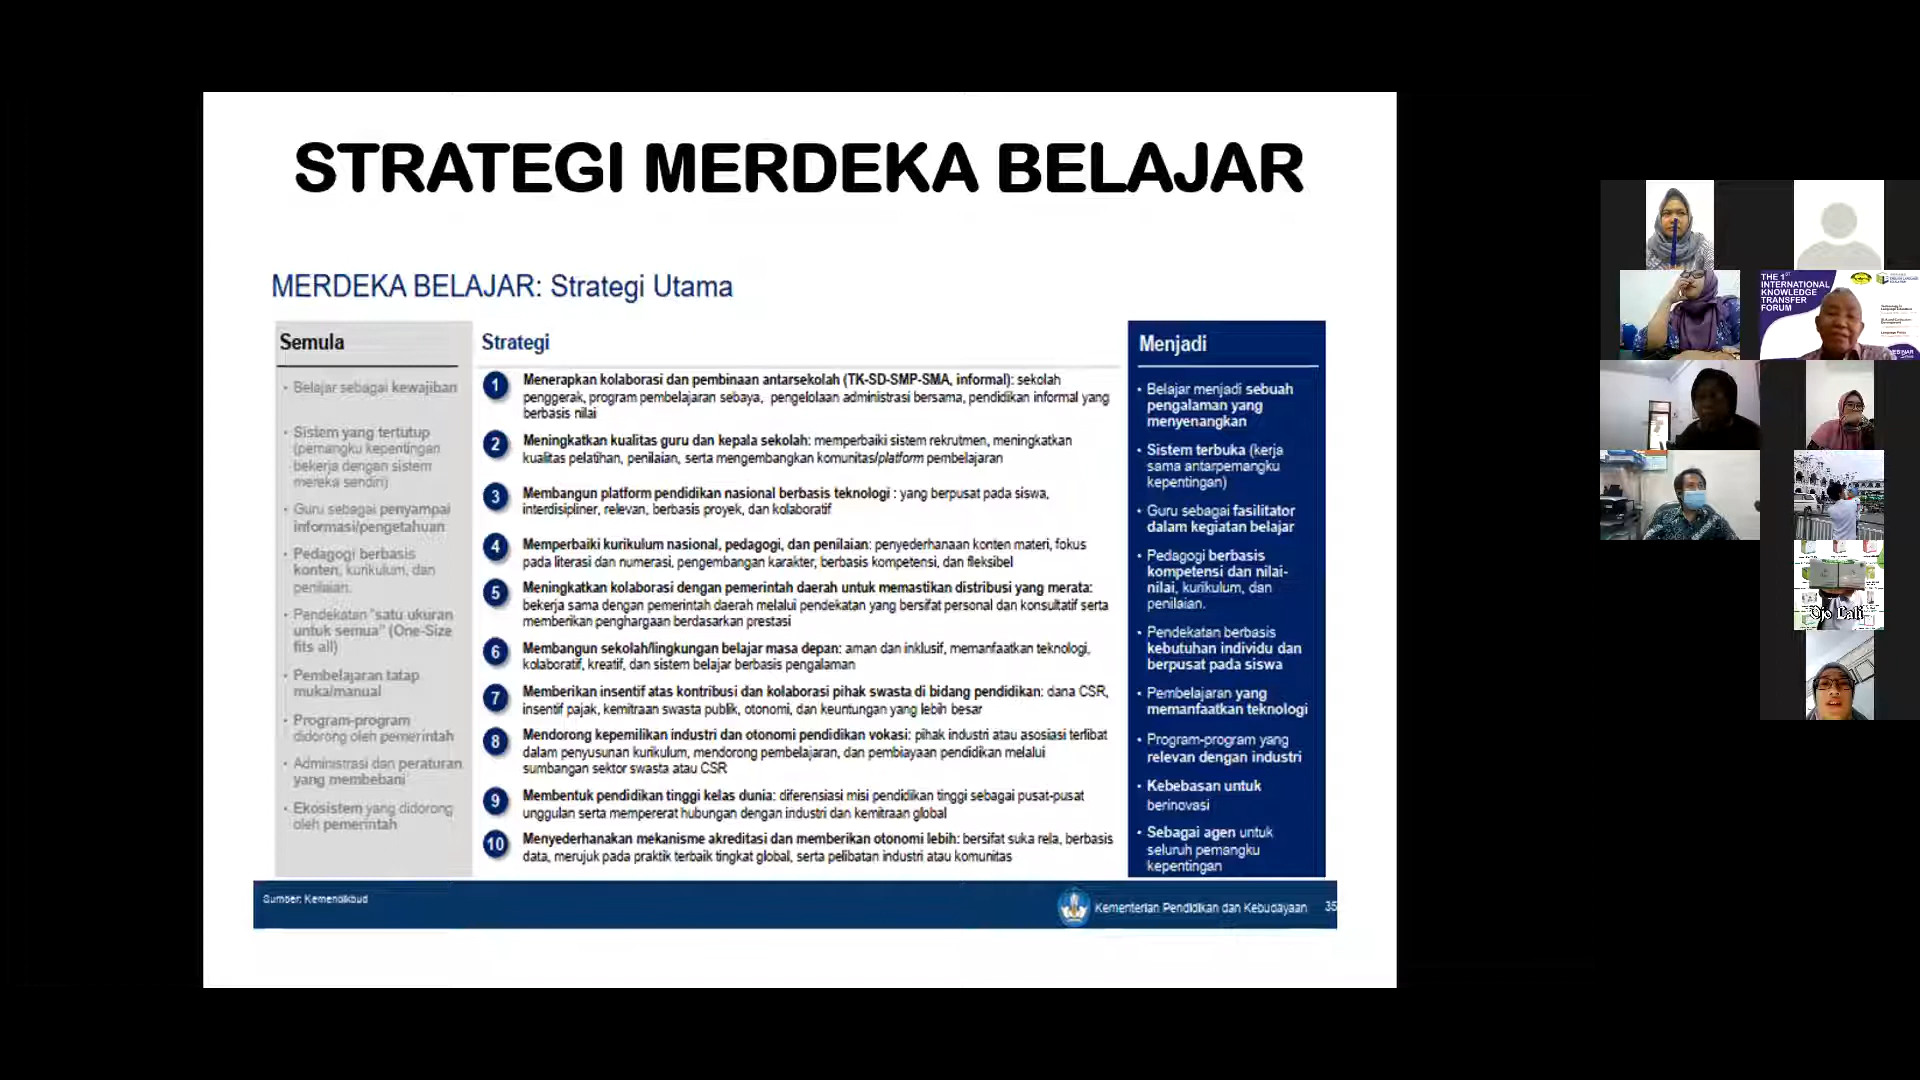 STRATEGI MERDEKA BELAJAR
MERDEKA BELAJAR: Strategi Utama
Semula
• Belajar sebagai kewajiban
• Sistem yang tertutup
(pemangku kepentingan
bekerja dengan sistem
mereka sendiri)
• Guru sebagai penyampai
informasi/pengetahuan
• Pedagogi berbasis
konten, kurikulum, dan
penilaian.
• Pendekatan "satu ukuran
untuk semua" (One-Size
fits all)
• Pembelajaran tatap
muka/manual
• Program-program
didorong oleh pemerintah
• Administrasi dan peraturan
yang membebani
• Ekosistem yang didorong
oleh pemerintah
Strategi
1 Menerapkan kolaborasi dan pembinaan antarsekolah (TK-SD-SMP-SMA, informal): sekolah
penggerak, program pembelajaran sebaya, pengelolaan administrasi bersama, pendidikan informal yang
berbasis nilai
2 Meningkatkan kualitas guru dan kepala sekolah: memperbaiki sistem rekrutmen, meningkatkan
kualitas pelatihan, penilaian, serta mengembangkan komunitas/platform pembelajaran
3 Membangun platform pendidikan nasional berbasis teknologi : yang berpusat pada siswa,
interdisipliner, relevan, berbasis proyek, dan kolaboratif
4 Memperbaiki kurikulum nasional, pedagogi, dan penilaian: penyederhanaan konten materi, fokus
pada literasi dan numerasi, pengembangan karakter, berbasis kompetensi, dan fleksibel
5 Meningkatkan kolaborasi dengan pemerintah daerah untuk memastikan distribusi yang merata:
bekerja sama dengan pemerintah daerah melalui pendekatan yang bersifat personal dan konsultatif serta
memberikan penghargaan berdasarkan prestasi
6 Membangun sekolah/lingkungan belajar masa depan: aman dan inklusif, memanfaatkan teknologi,
kolaboratif, kreatif, dan sistem belajar berbasis pengalaman
7 Memberikan insentif atas kontribusi dan kolaborasi pihak swasta di bidang pendidikan: dana CSR,
insentif pajak, kemitraan swasta publik, otonomi, dan keuntungan yang lebih besar
8 Mendorong kepemilikan industri dan otonomi pendidikan vokasi: pihak industri atau asosiasi terlibat
dalam penyusunan kurikulum, mendorong pembelajaran, dan pembiayaan pendidikan melalui
sumbangan sektor swasta atau CSR
9 Membentuk pendidikan tinggi kelas dunia: diferensiasi misi pendidikan tinggi sebagai pusat-pusat
unggulan serta mempererat hubungan dengan industri dan kemitraan global
10 Menyederhanakan mekanisme akreditasi dan memberikan otonomi lebih: bersifat suka rela, berbasis
data, merujuk pada praktik terbaik tingkat global, serta pelibatan industri atau komunitas
Menjadi
• Belajar menjadi sebuah
pengalaman yang
menyenangkan
• Sistem terbuka (kerja
sama antarpemangku
kepentingan)
• Guru sebagai fasilitator
dalam kegiatan belajar
• Pedagogi berbasis
kompetensi dan nilai-
nilai, kurikulum, dan
penilaian.
• Pendekatan berbasis
kebutuhan individu dan
berpusat pada siswa
• Pembelajaran yang
memanfaatkan teknologi
• Program-program yang
relevan dengan industri
• Kebebasan untuk
berinovasi
• Sebagai agen untuk
seluruh pemangku
kepentingan
Sumber: Kemendikbud
Kementerian Pendidikan dan Kebudayaan 35
THE 1ST
INTERNATIONAL
KNOWLEDGE
TRANSFER
FORUM
Ojo Lali